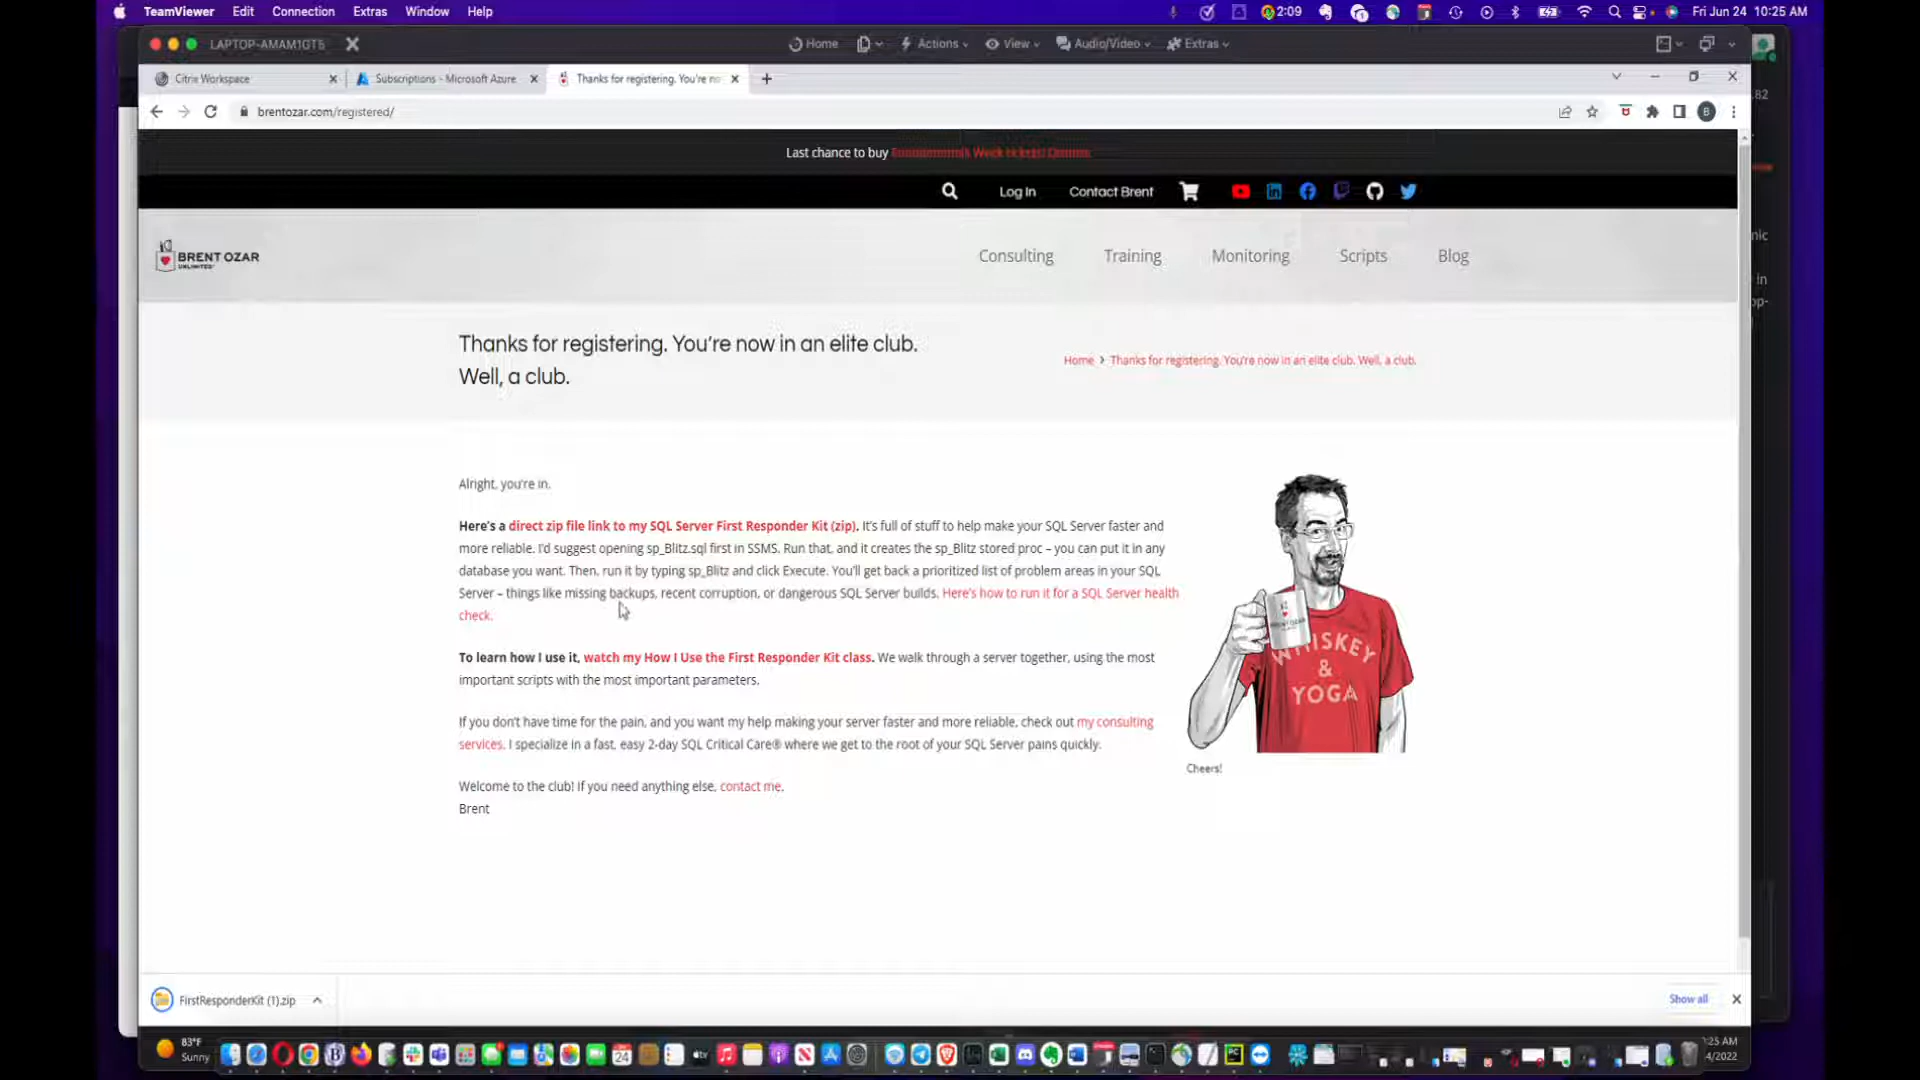 TeamViewer Edit Connection Extras Window Help 2:09 Fri Jun 24 10:25 AM
LAPTOP-AMAM1GT5 Home Actions View Audio/Video Extras
Citrix Workspace Subscriptions - Microsoft Azure Thanks for registering. You're no
brentozar.com/registered/ B
Last chance to buy
Log In Contact Brent
BRENT OZAR
UNLIMITED
Consulting Training Monitoring Scripts Blog
Thanks for registering. You're now in an elite club.
Well, a club.
Home > Thanks for registering. You're now in an elite club. Well, a club.
Alright, you're in.
Here's a direct zip file link to my SQL Server First Responder Kit (zip). It's full of stuff to help make your SQL Server faster and
more reliable. I'd suggest opening sp_Blitz.sql first in SSMS. Run that, and it creates the sp_Blitz stored proc – you can put it in any
database you want. Then, run it by typing sp_Blitz and click Execute. You'll get back a prioritized list of problem areas in your SQL
Server – things like missing backups, recent corruption, or dangerous SQL Server builds. Here's how to run it for a SQL Server health
check.
To learn how I use it, watch my How I Use the First Responder Kit class. We walk through a server together, using the most
important scripts with the most important parameters.
If you don't have time for the pain, and you want my help making your server faster and more reliable, check out my consulting
services. I specialize in a fast, easy 2-day SQL Critical Care® where we get to the root of your SQL Server pains quickly.
Welcome to the club! If you need anything else, contact me.
Brent
BRENT OZAR
WHISKEY
&
YOGA
Cheers!
FirstResponderKit (1).zip Show all
83°F
Sunny
24
:25 AM
4/2022